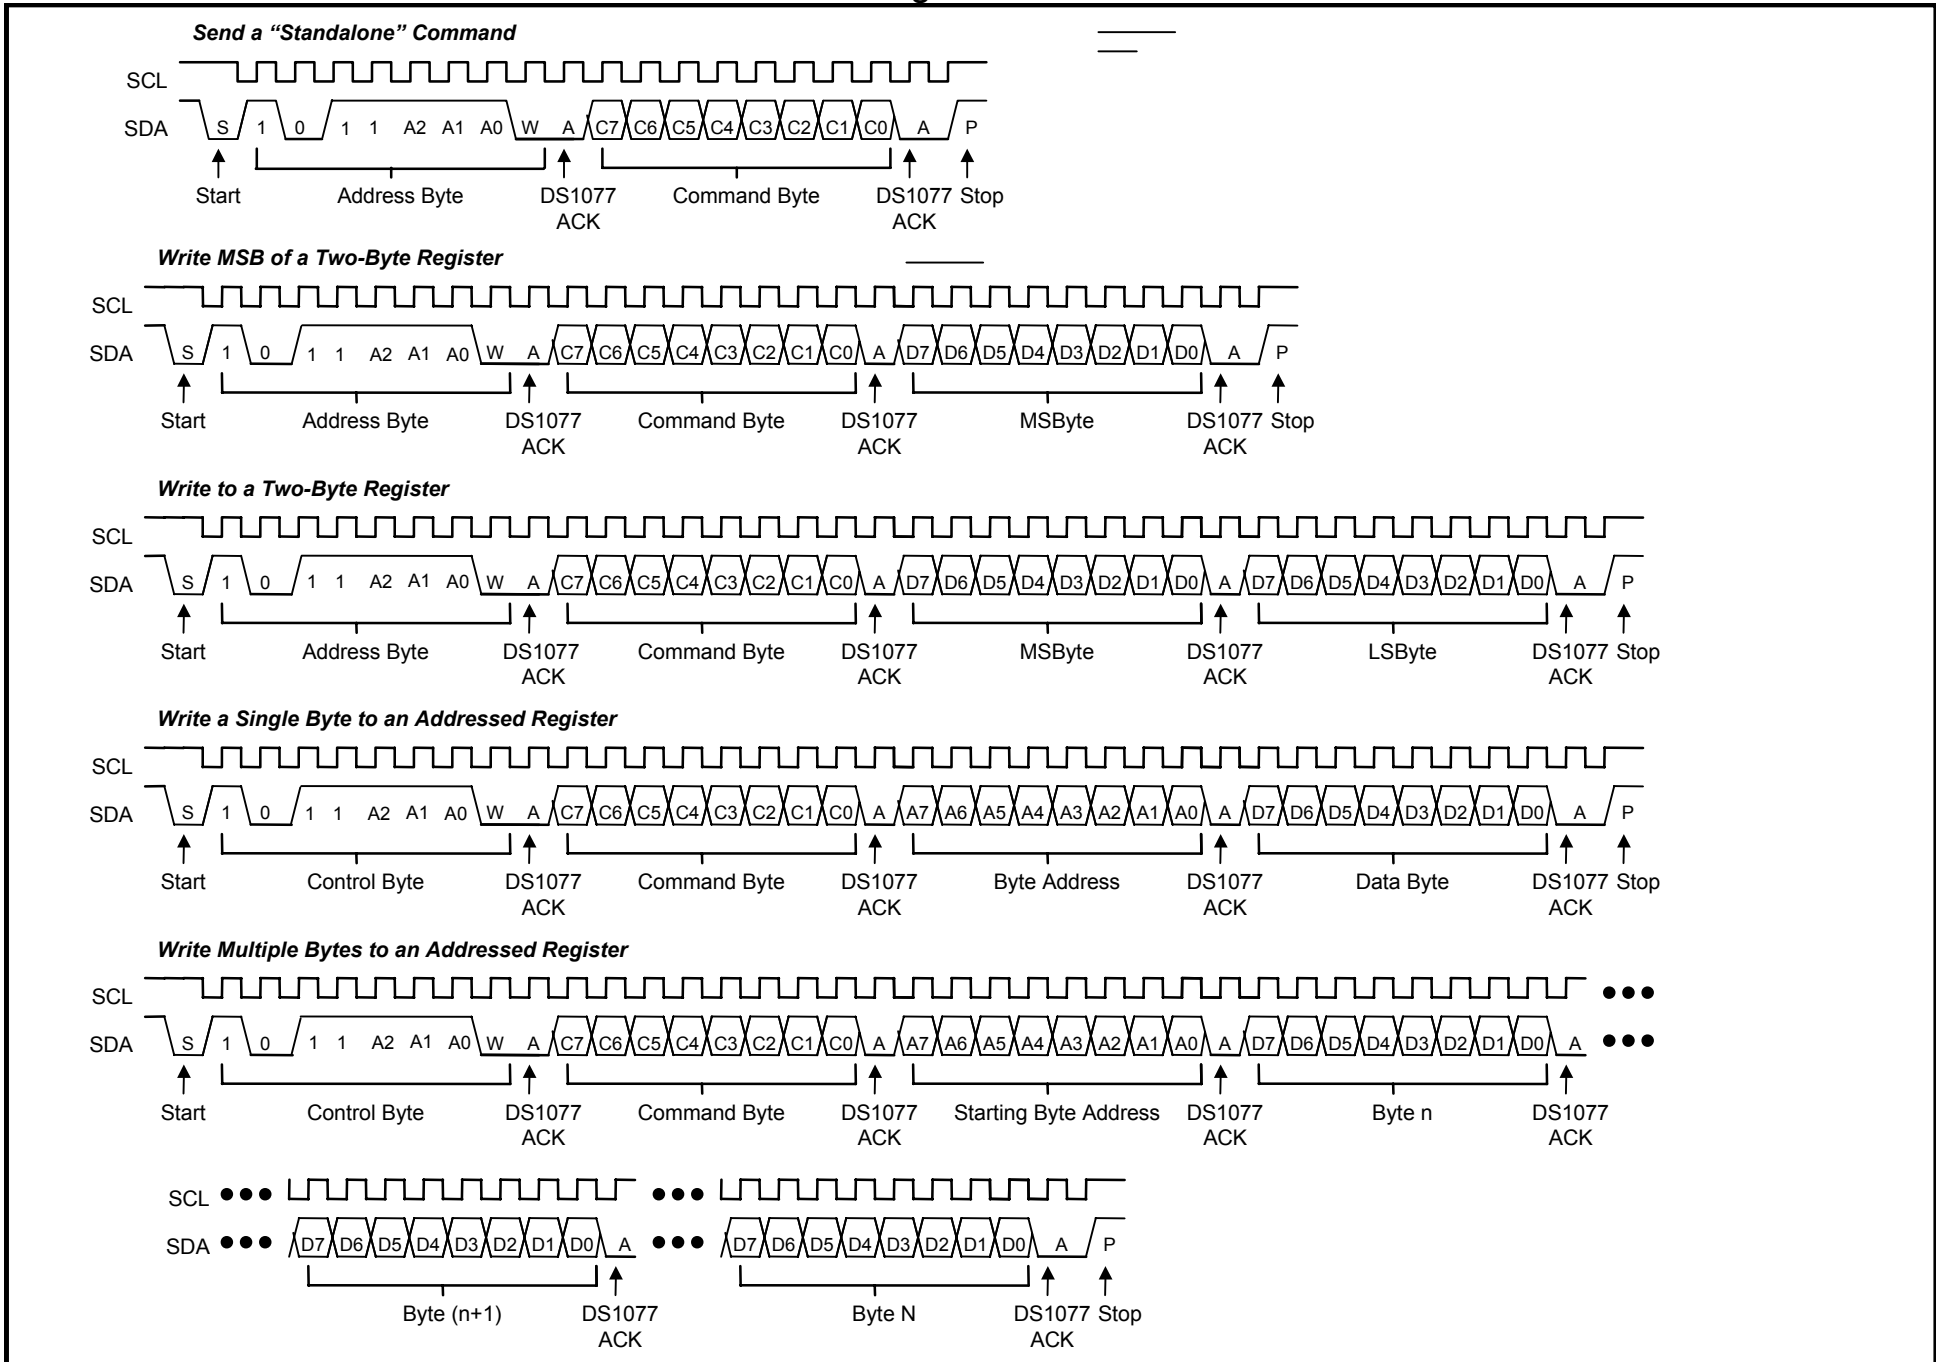 Send a “Standalone” Command
SCL
SDA S 1 0 1 1 A2 A1 A0 W A C7 C6 C5 C4 C3 C2 C1 C0 A P
Start Address Byte DS1077 Command Byte DS1077 Stop
ACK ACK
Write MSB of a Two-Byte Register
SCL
SDA S 1 0 1 1 A2 A1 A0 W A C7 C6 C5 C4 C3 C2 C1 C0 A D7 D6 D5 D4 D3 D2 D1 D0 A P
Start Address Byte DS1077 Command Byte DS1077 MSByte DS1077 Stop
ACK ACK ACK
Write to a Two-Byte Register
SCL
SDA S 1 0 1 1 A2 A1 A0 W A C7 C6 C5 C4 C3 C2 C1 C0 A D7 D6 D5 D4 D3 D2 D1 D0 A D7 D6 D5 D4 D3 D2 D1 D0 A P
Start Address Byte DS1077 Command Byte DS1077 MSByte DS1077 LSByte DS1077 Stop
ACK ACK ACK ACK
Write a Single Byte to an Addressed Register
SCL
SDA S 1 0 1 1 A2 A1 A0 W A C7 C6 C5 C4 C3 C2 C1 C0 A A7 A6 A5 A4 A3 A2 A1 A0 A D7 D6 D5 D4 D3 D2 D1 D0 A P
Start Control Byte DS1077 Command Byte DS1077 Byte Address DS1077 Data Byte DS1077 Stop
ACK ACK ACK ACK
Write Multiple Bytes to an Addressed Register
SCL
SDA S 1 0 1 1 A2 A1 A0 W A C7 C6 C5 C4 C3 C2 C1 C0 A A7 A6 A5 A4 A3 A2 A1 A0 A D7 D6 D5 D4 D3 D2 D1 D0 A
Start Control Byte DS1077 Command Byte DS1077 Starting Byte Address DS1077 Byte n DS1077
ACK ACK ACK ACK
SCL
SDA D7 D6 D5 D4 D3 D2 D1 D0 A D7 D6 D5 D4 D3 D2 D1 D0 A P
Byte (n+1) DS1077 Byte N DS1077 Stop
ACK ACK